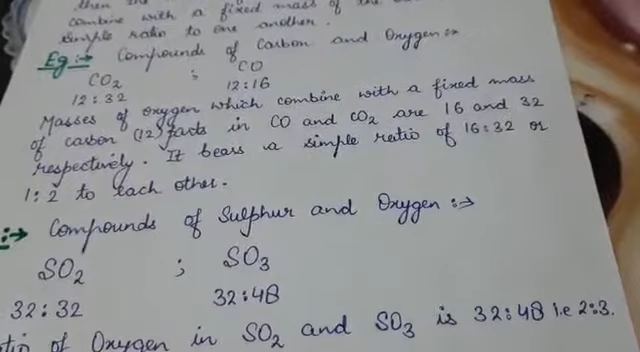 then the
combine with a fixed mass of the
simple ratio to one another.
Eg:→ Compounds of Carbon and Oxygen:→
CO₂ ; CO
12:32 12:16
Masses of oxygen which combine with a fixed mass
of carbon (12) parts in CO and CO₂ are 16 and 32
respectively. It bears a simple ratio of 16:32 or
1:2 to each other.
:→ Compounds of Sulphur and Oxygen:→
SO₂ ; SO₃
32:32 32:48
of Oxygen in SO₂ and SO₃ is 32:48 i.e 2:3.